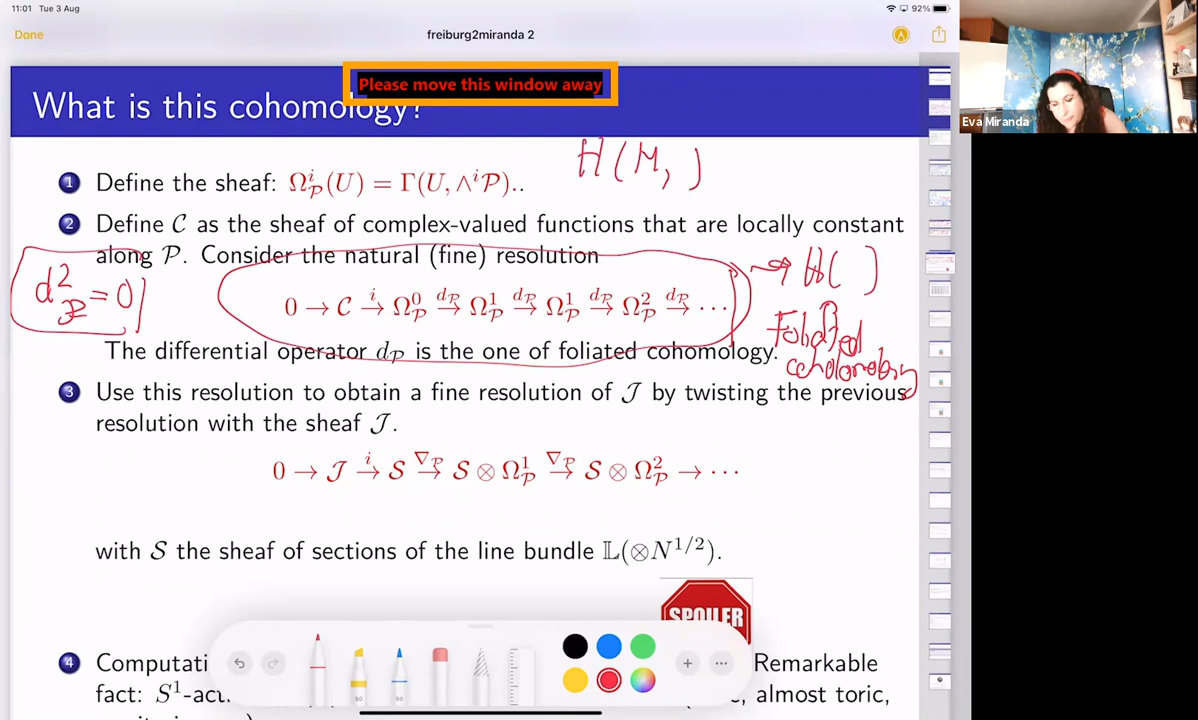 11:01 Tue 3 Aug
92%
Done
freiburg2miranda 2
Please move this window away
What is this cohomology?
Eva Miranda
H(M, )
1 Define the sheaf: Ω^i_𝒫(U) = Γ(U, ∧^i𝒫)..
2 Define 𝒞 as the sheaf of complex-valued functions that are locally constant
along 𝒫. Consider the natural (fine) resolution
d²_𝒫 = 0
0 → 𝒞 →^i Ω^0_𝒫 →^{d_𝒫} Ω^1_𝒫 →^{d_𝒫} Ω^1_𝒫 →^{d_𝒫} Ω^2_𝒫 →^{d_𝒫} ···
→ H( )
Foliated
cohomology
The differential operator d_𝒫 is the one of foliated cohomology.
3 Use this resolution to obtain a fine resolution of 𝒥 by twisting the previous
resolution with the sheaf 𝒥.
0 → 𝒥 →^i 𝒮 →^{∇_𝒫} 𝒮 ⊗ Ω^1_𝒫 →^{∇_𝒫} 𝒮 ⊗ Ω^2_𝒫 → ···
with 𝒮 the sheaf of sections of the line bundle 𝕃(⊗N^{1/2}).
SPOILER
4 Computati Remarkable
fact: S^1-act almost toric,